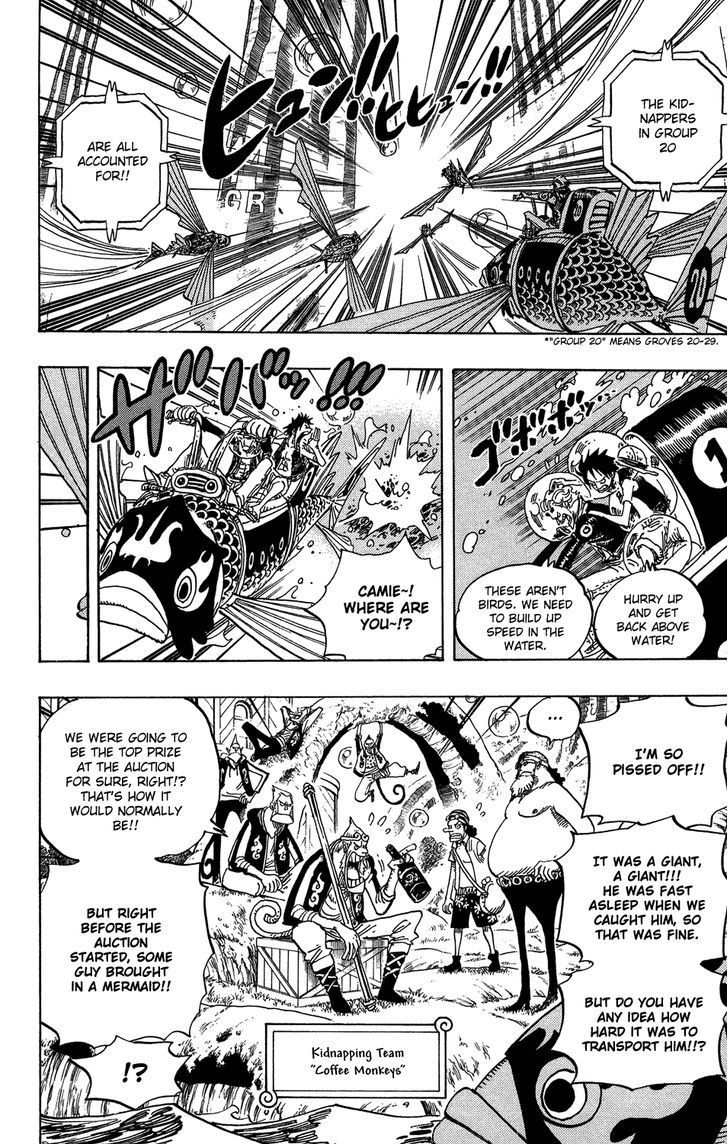 THE KID-
NAPPERS
IN GROUP
20
ヒュン!!
ヒヒュン!!
ARE ALL
ACCOUNTED
FOR!!
GR
20
*"GROUP 20" MEANS GROVES 20-29.
ゴボボボン
1
HURRY UP
AND GET
BACK ABOVE
WATER!
THESE AREN'T
BIRDS. WE NEED
TO BUILD UP
SPEED IN THE
WATER.
ザバッ!!!
CAMIE~!
WHERE ARE
YOU~!?
...
I'M SO
PISSED OFF!!
IT WAS A GIANT,
A GIANT!!!
HE WAS FAST
ASLEEP WHEN WE
CAUGHT HIM, SO
THAT WAS FINE.
BUT DO YOU HAVE
ANY IDEA HOW
HARD IT WAS TO
TRANSPORT HIM!!?
WE WERE GOING TO
BE THE TOP PRIZE
AT THE AUCTION
FOR SURE, RIGHT!?
THAT'S HOW IT
WOULD NORMALLY
BE!!
BUT RIGHT
BEFORE THE
AUCTION
STARTED, SOME
GUY BROUGHT
IN A MERMAID!!
!?
Kidnapping Team
"Coffee Monkeys"